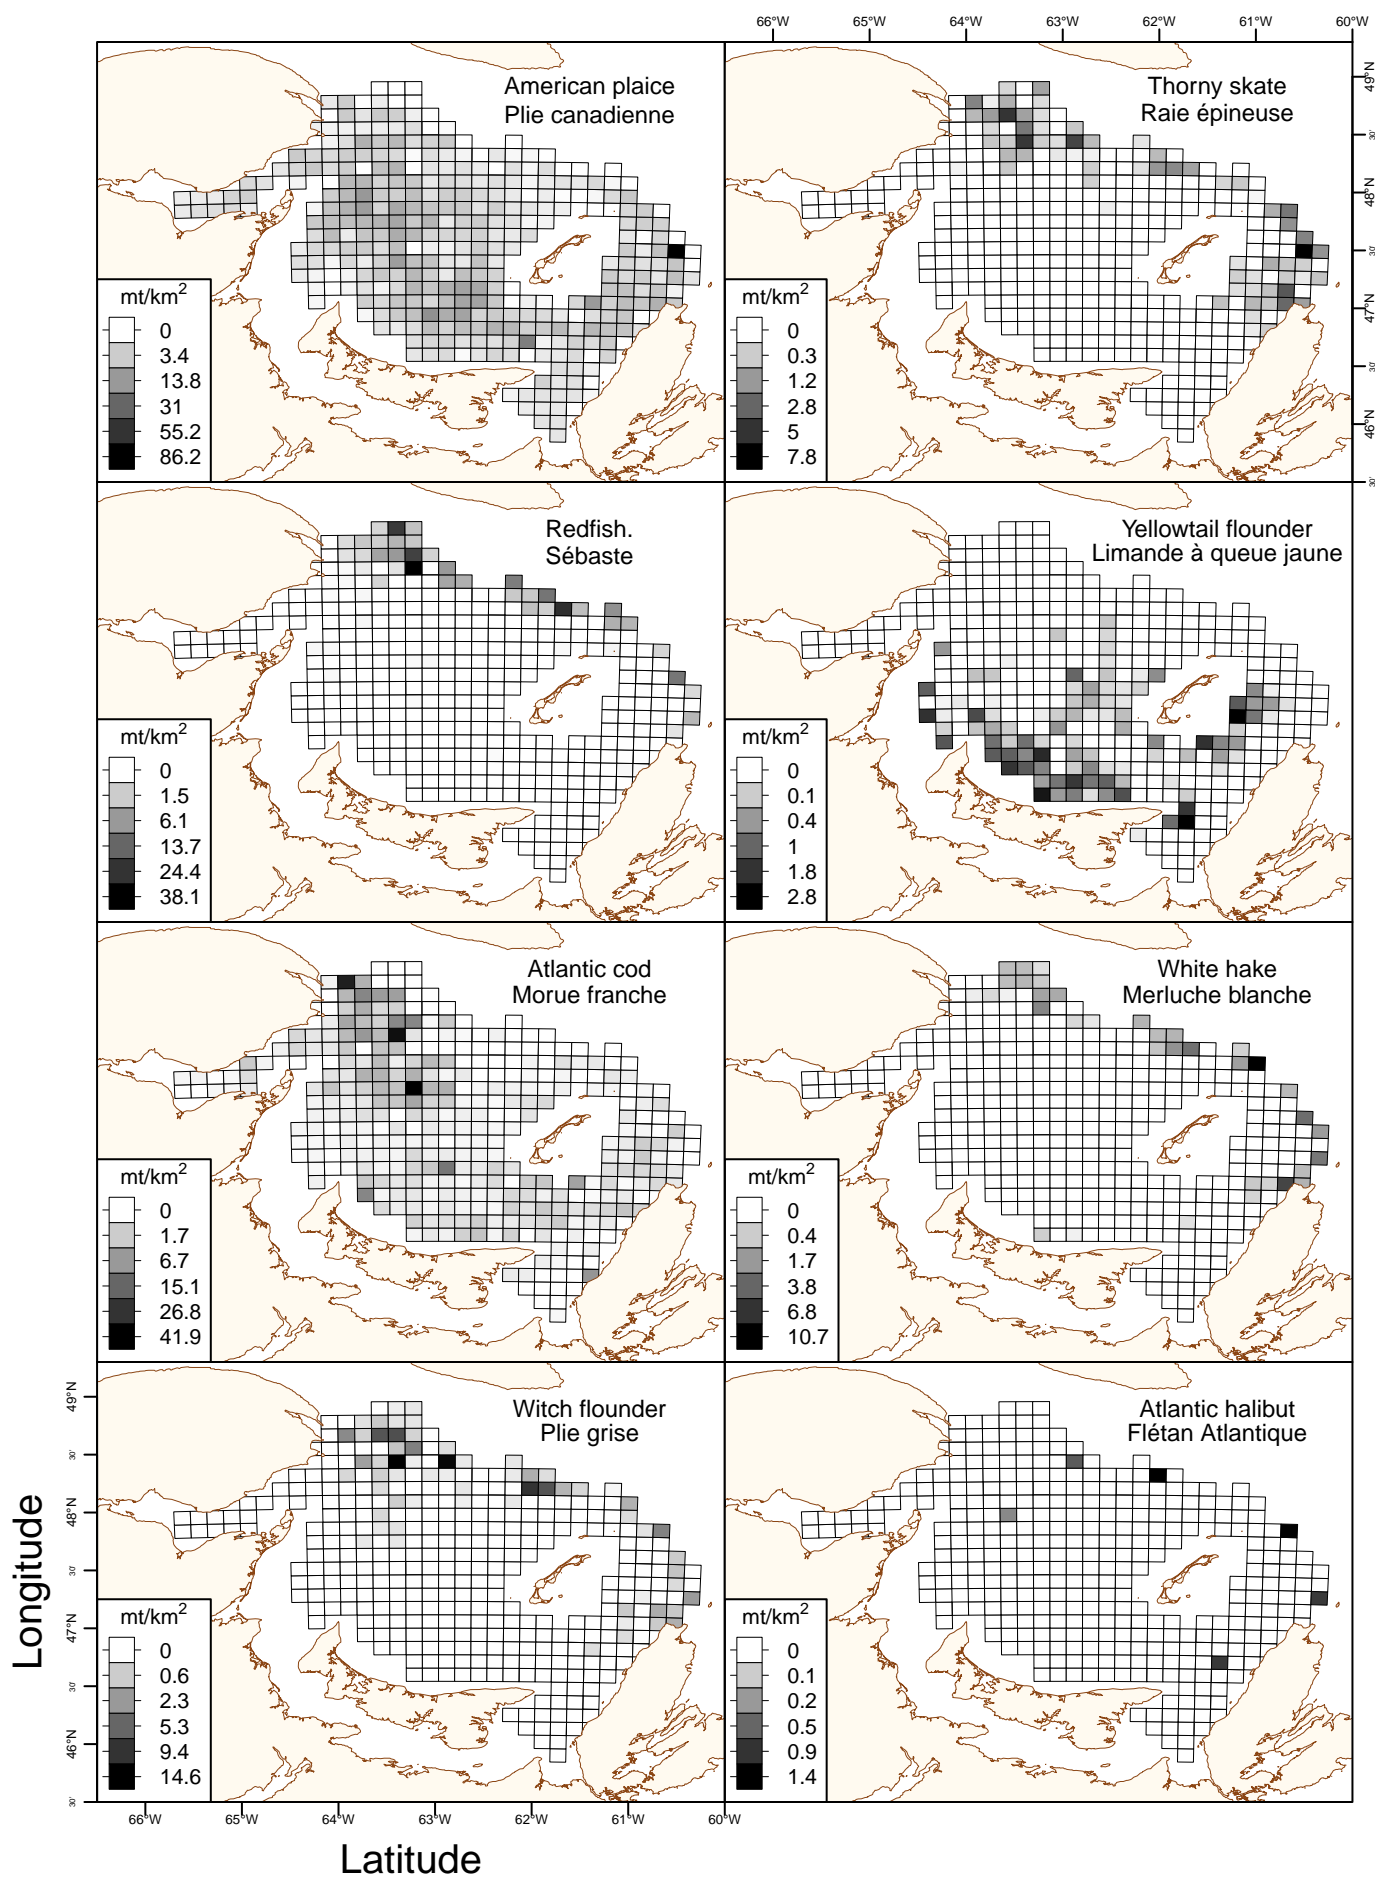 66°W 65°W 64°W 63°W 62°W 61°W 60°W
American plaice
Plie canadienne
mt/km²
0
3.4
13.8
31
55.2
86.2
Thorny skate
Raie épineuse
mt/km²
0
0.3
1.2
2.8
5
7.8
49°N
30'
48°N
30'
47°N
30'
46°N
30'
Redfish.
Sébaste
mt/km²
0
1.5
6.1
13.7
24.4
38.1
Yellowtail flounder
Limande à queue jaune
mt/km²
0
0.1
0.4
1
1.8
2.8
Atlantic cod
Morue franche
mt/km²
0
1.7
6.7
15.1
26.8
41.9
White hake
Merluche blanche
mt/km²
0
0.4
1.7
3.8
6.8
10.7
Witch flounder
Plie grise
mt/km²
0
0.6
2.3
5.3
9.4
14.6
Atlantic halibut
Flétan Atlantique
mt/km²
0
0.1
0.2
0.5
0.9
1.4
49°N
30'
48°N
30'
47°N
30'
46°N
30'
Longitude
66°W 65°W 64°W 63°W 62°W 61°W 60°W
Latitude